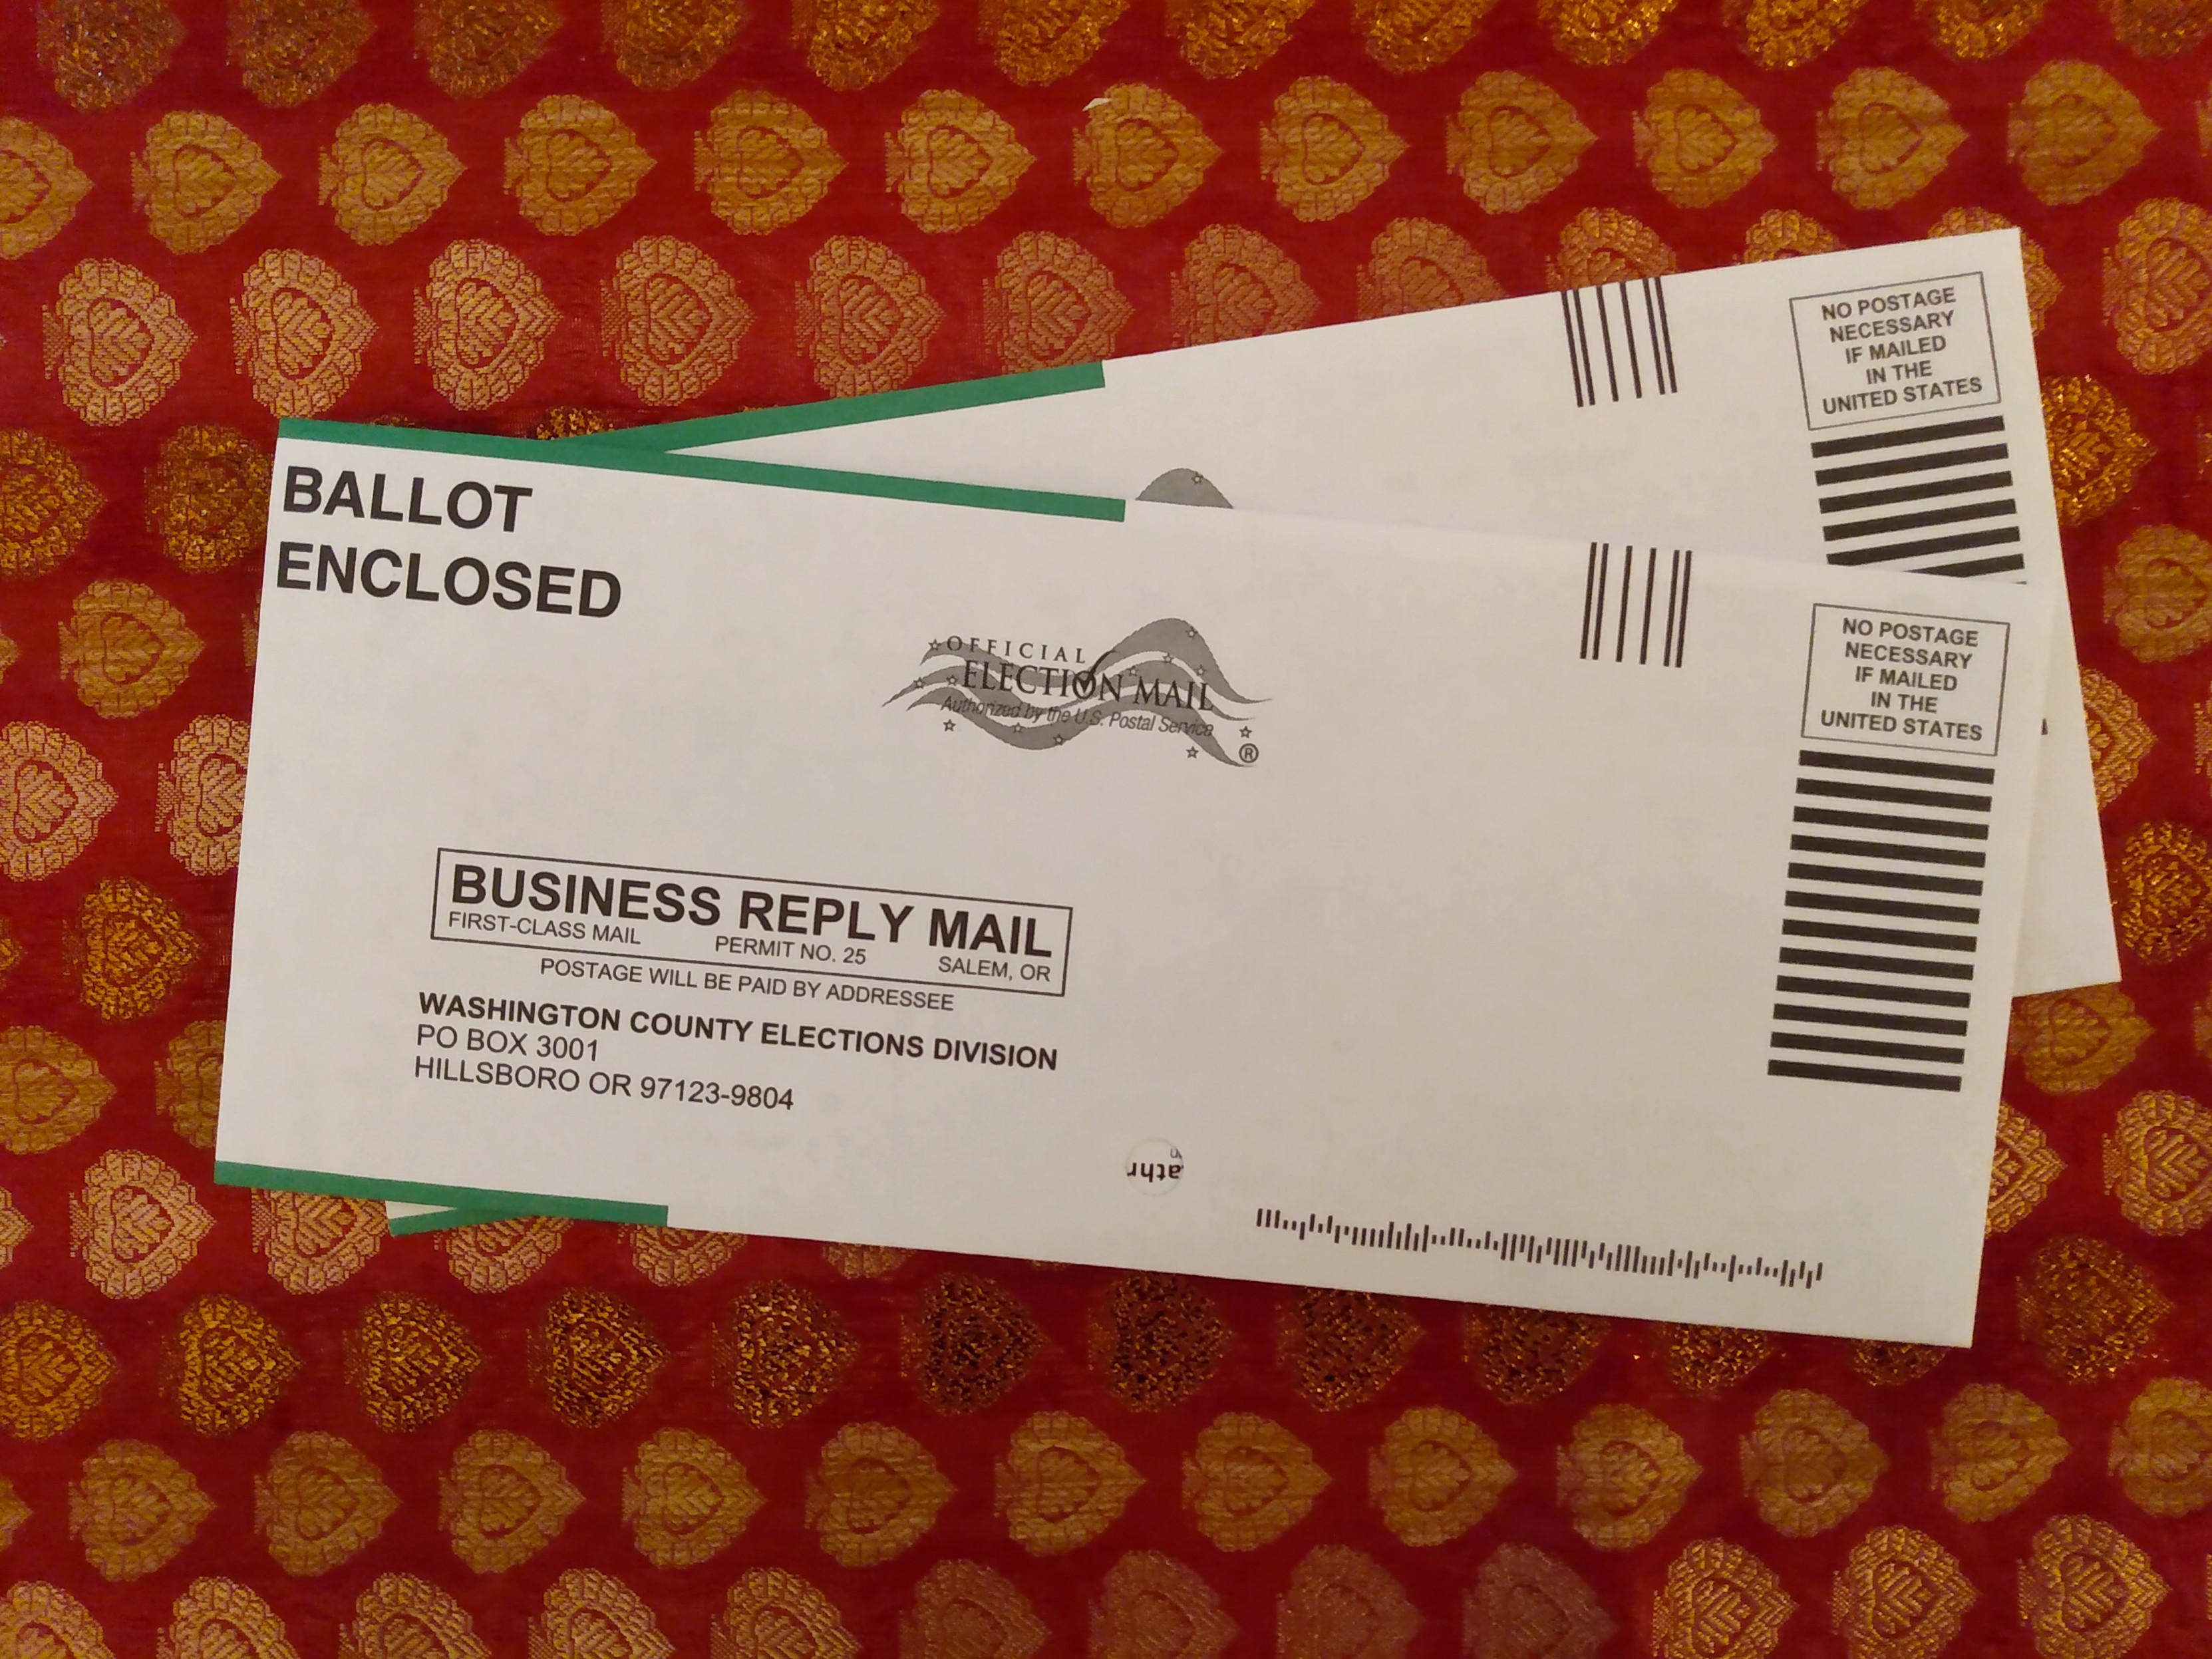 NO POSTAGE
NECESSARY
IF MAILED
IN THE
UNITED STATES
BALLOT
ENCLOSED
OFFICIAL
ELECTION MAIL
Authorized by the U.S. Postal Service
®
NO POSTAGE
NECESSARY
IF MAILED
IN THE
UNITED STATES
BUSINESS REPLY MAIL
FIRST-CLASS MAIL PERMIT NO. 25 SALEM, OR
POSTAGE WILL BE PAID BY ADDRESSEE
WASHINGTON COUNTY ELECTIONS DIVISION
PO BOX 3001
HILLSBORO OR 97123-9804